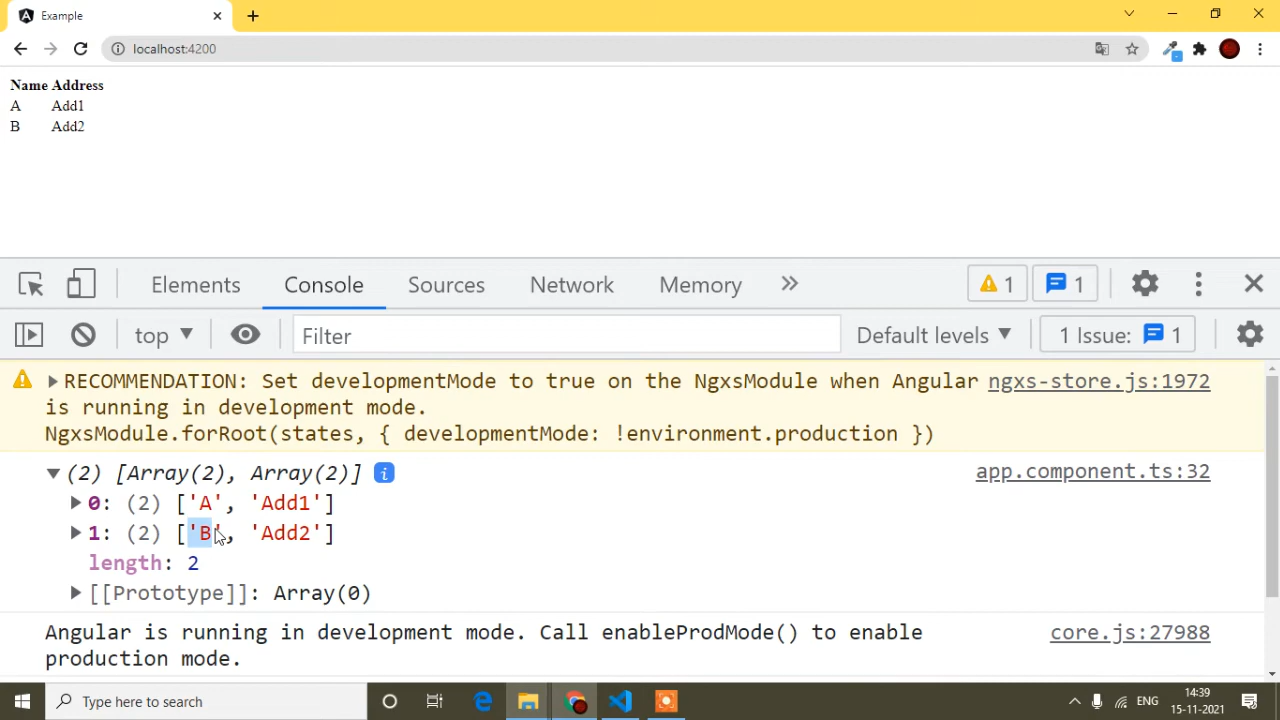 Example
localhost:4200
Name Address
A Add1
B Add2
Elements Console Sources Network Memory 1 1
top Filter Default levels 1 Issue: 1
RECOMMENDATION: Set developmentMode to true on the NgxsModule when Angular ngxs-store.js:1972
is running in development mode.
NgxsModule.forRoot(states, { developmentMode: !environment.production })
(2) [Array(2), Array(2)] i app.component.ts:32
0: (2) ['A', 'Add1']
1: (2) ['B', 'Add2']
length: 2
[[Prototype]]: Array(0)
Angular is running in development mode. Call enableProdMode() to enable core.js:27988
production mode.
Type here to search ENG 14:39
15-11-2021